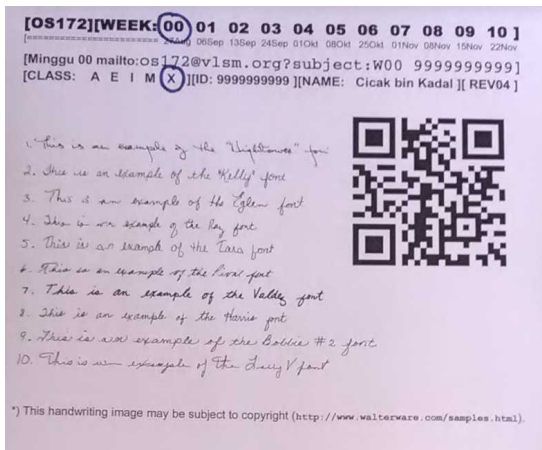 [OS172][WEEK: 00 01 02 03 04 05 06 07 08 09 10 ]
[================== 27Aug 06Sep 13Sep 24Sep 01Okt 08Okt 25Okt 01Nov 08Nov 15Nov 22Nov
[Minggu 00 mailto:os172@vlsm.org?subject:W00 9999999999]
[CLASS: A E I M X ][ID: 9999999999 ][NAME: Cicak bin Kadal ][ REV04 ]
1. This is an example of the "Hightower" font
2. This is an example of the "Kelly" font
3. This is an example of the Eglen font
4. This is an example of the Ray font
5. This is an example of the Tara font
6. This is an example of the font
7. This is an example of the Valdez font
8. This is an example of the Harris font
9. This is an example of the Bobbie #2 font
10. This is an example of the Larry V font
*) This handwriting image may be subject to copyright (http://www.walterware.com/samples.html).